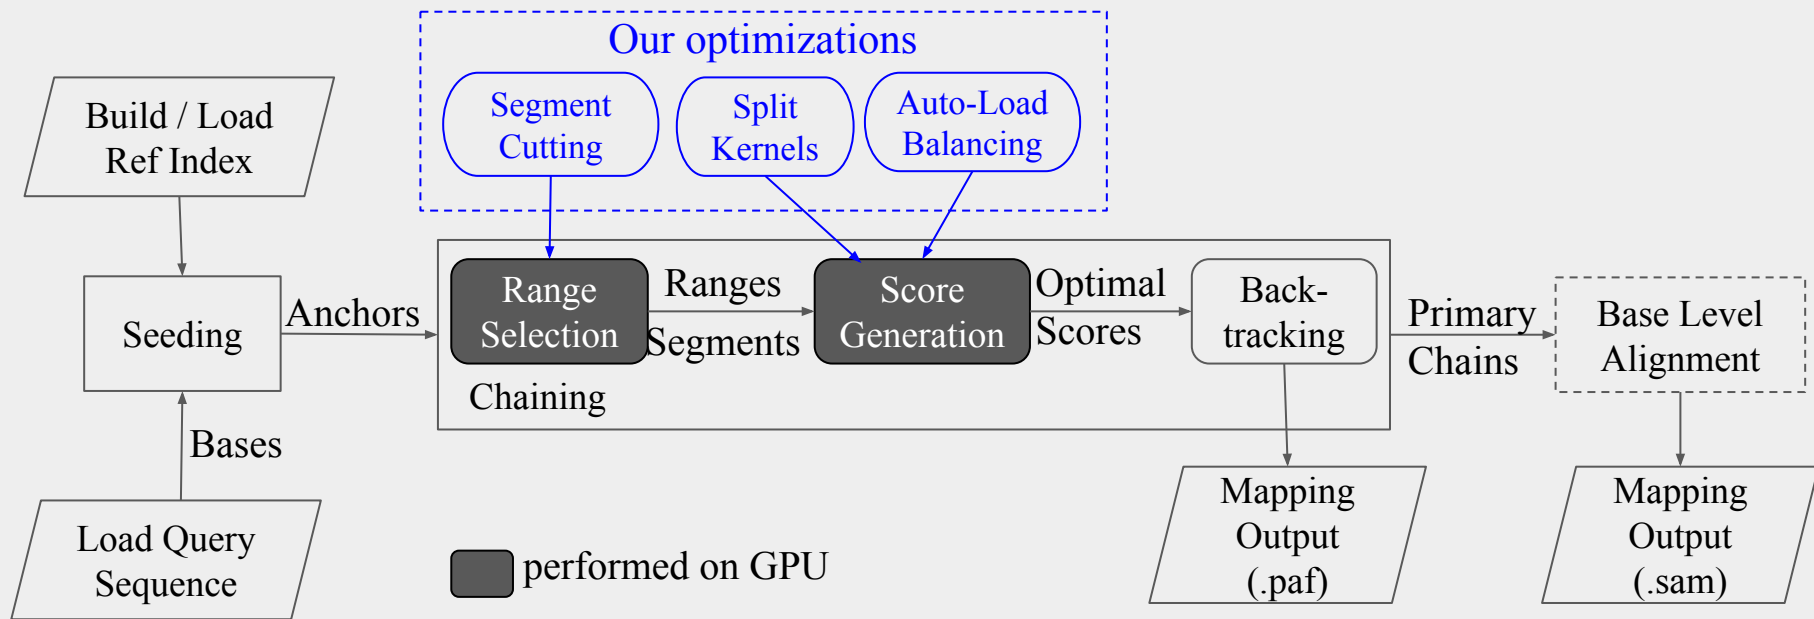 Our optimizations
Build / Load
Ref Index
Segment
Cutting
Split
Kernels
Auto-Load
Balancing
Seeding
Anchors
Range
Selection
Ranges
Segments
Score
Generation
Optimal
Scores
Back-
tracking
Chaining
Primary
Chains
Base Level
Alignment
Bases
Load Query
Sequence
performed on GPU
Mapping
Output
(.paf)
Mapping
Output
(.sam)